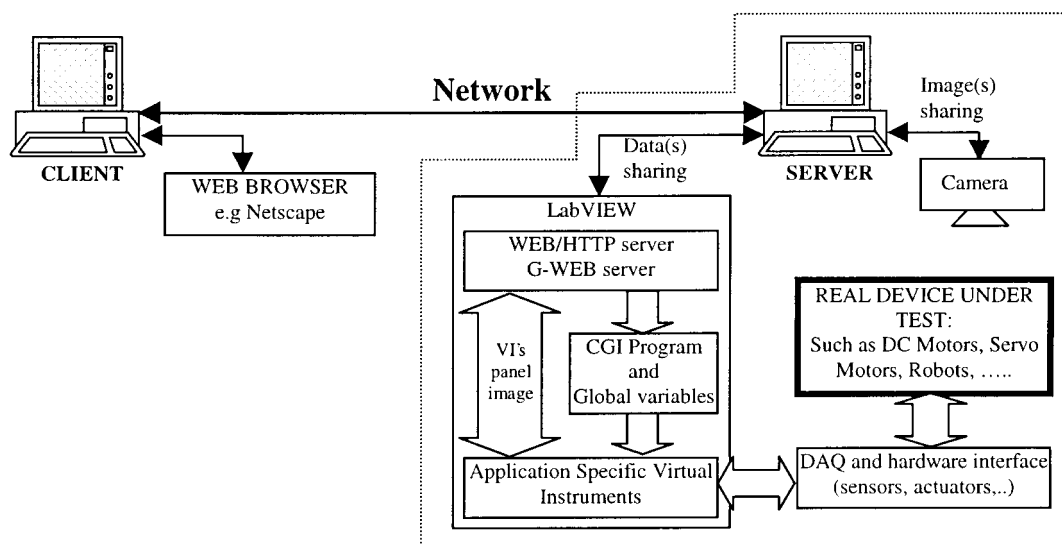 Network
CLIENT
WEB BROWSER
e.g Netscape
Data(s)
sharing
SERVER
Image(s)
sharing
Camera
LabVIEW
WEB/HTTP server
G-WEB server
VI's
panel
image
CGI Program
and
Global variables
Application Specific Virtual
Instruments
REAL DEVICE UNDER
TEST:
Such as DC Motors, Servo
Motors, Robots, .....
DAQ and hardware interface
(sensors, actuators,..)